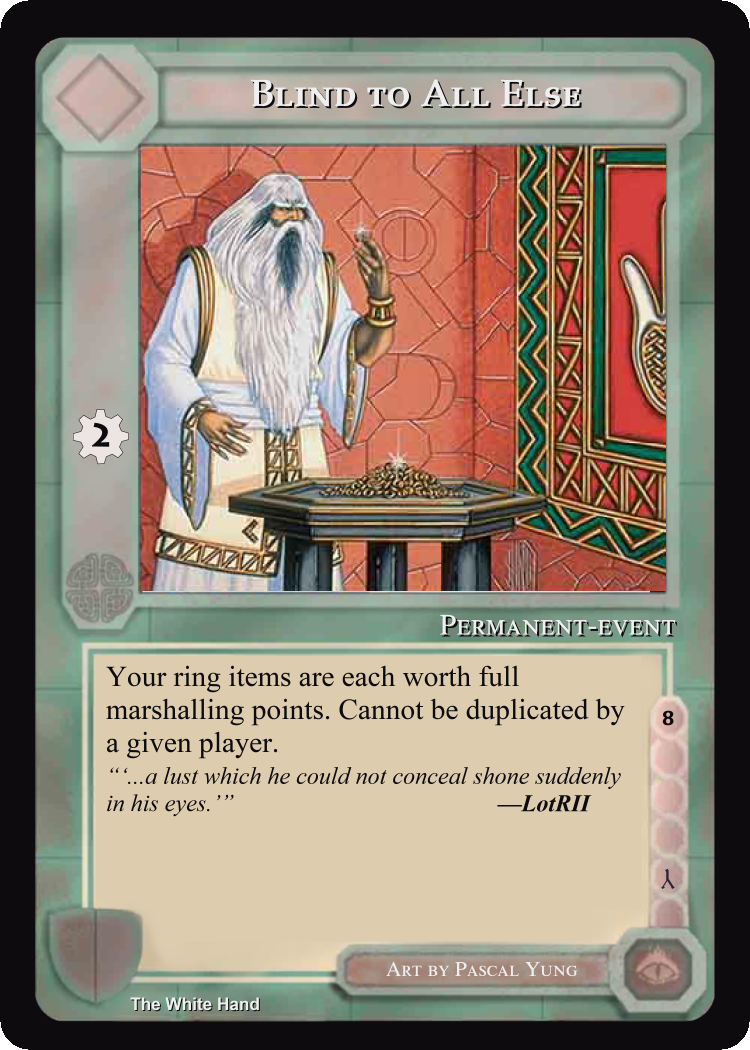 Blind to All Else
2
Permanent-event
Your ring items are each worth full
marshalling points. Cannot be duplicated by
a given player.
“‘...a lust which he could not conceal shone suddenly
in his eyes.’” —LotRII
8
Art by Pascal Yung
The White Hand